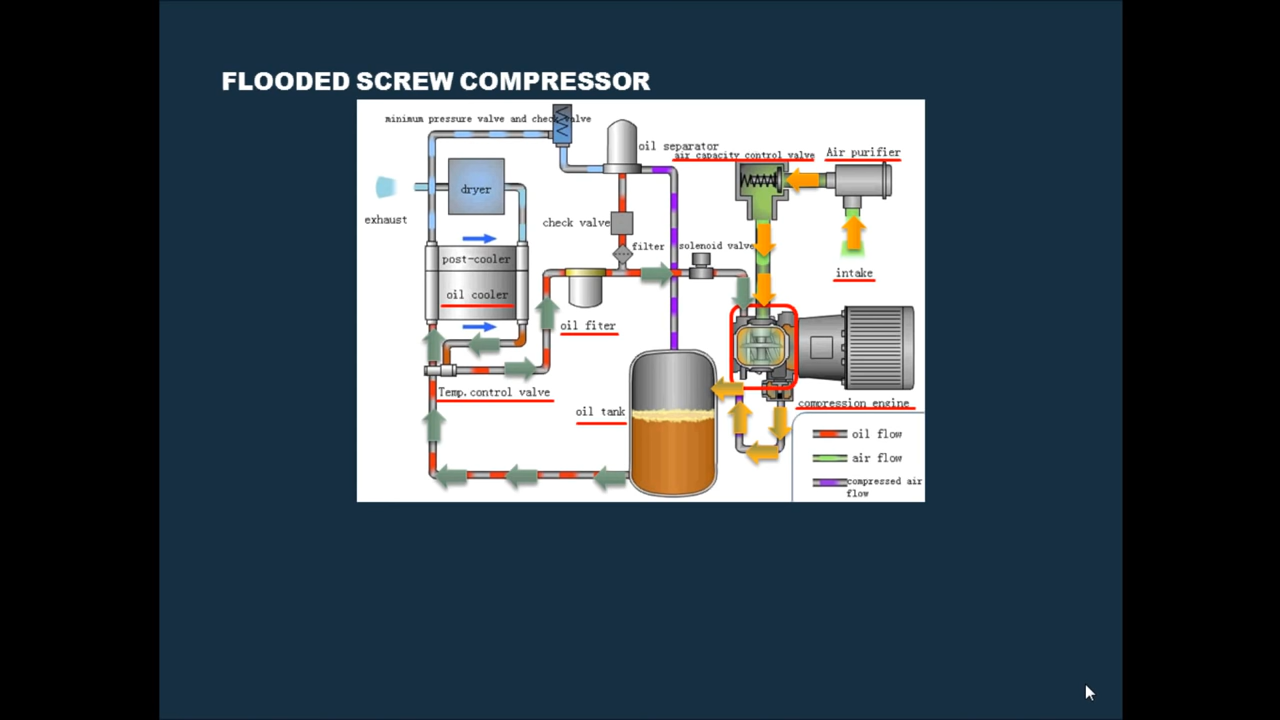 FLOODED SCREW COMPRESSOR
minimum pressure valve and check valve
oil separator
air capacity control valve
Air purifier
dryer
exhaust
check valve
filter
solenoid valve
post-cooler
intake
oil cooler
oil fiter
Temp.control valve
oil tank
compression engine
oil flow
air flow
compressed air
flow